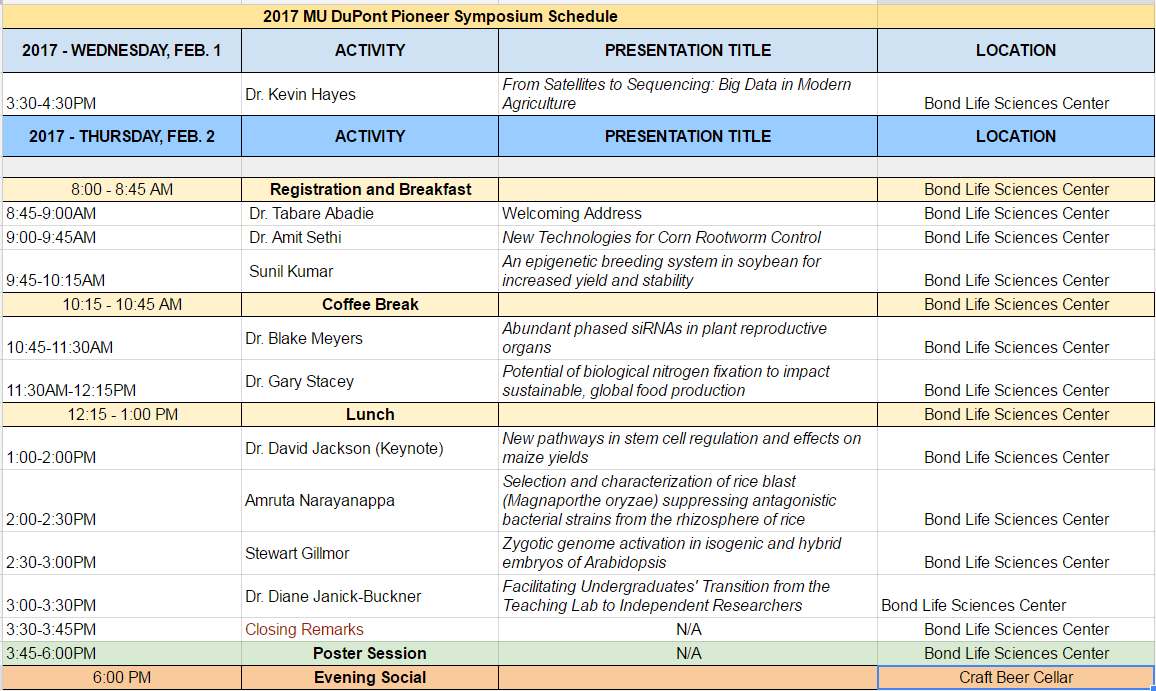 2017 MU DuPont Pioneer Symposium Schedule
2017 - WEDNESDAY, FEB. 1 ACTIVITY PRESENTATION TITLE LOCATION
3:30-4:30PM Dr. Kevin Hayes From Satellites to Sequencing: Big Data in Modern
Agriculture Bond Life Sciences Center
2017 - THURSDAY, FEB. 2 ACTIVITY PRESENTATION TITLE LOCATION
8:00 - 8:45 AM Registration and Breakfast Bond Life Sciences Center
8:45-9:00AM Dr. Tabare Abadie Welcoming Address Bond Life Sciences Center
9:00-9:45AM Dr. Amit Sethi New Technologies for Corn Rootworm Control Bond Life Sciences Center
9:45-10:15AM Sunil Kumar An epigenetic breeding system in soybean for
increased yield and stability Bond Life Sciences Center
10:15 - 10:45 AM Coffee Break Bond Life Sciences Center
10:45-11:30AM Dr. Blake Meyers Abundant phased siRNAs in plant reproductive
organs Bond Life Sciences Center
11:30AM-12:15PM Dr. Gary Stacey Potential of biological nitrogen fixation to impact
sustainable, global food production Bond Life Sciences Center
12:15 - 1:00 PM Lunch Bond Life Sciences Center
1:00-2:00PM Dr. David Jackson (Keynote) New pathways in stem cell regulation and effects on
maize yields Bond Life Sciences Center
2:00-2:30PM Amruta Narayanappa Selection and characterization of rice blast
(Magnaporthe oryzae) suppressing antagonistic
bacterial strains from the rhizosphere of rice Bond Life Sciences Center
2:30-3:00PM Stewart Gillmor Zygotic genome activation in isogenic and hybrid
embryos of Arabidopsis Bond Life Sciences Center
3:00-3:30PM Dr. Diane Janick-Buckner Facilitating Undergraduates' Transition from the
Teaching Lab to Independent Researchers Bond Life Sciences Center
3:30-3:45PM Closing Remarks N/A Bond Life Sciences Center
3:45-6:00PM Poster Session N/A Bond Life Sciences Center
6:00 PM Evening Social Craft Beer Cellar